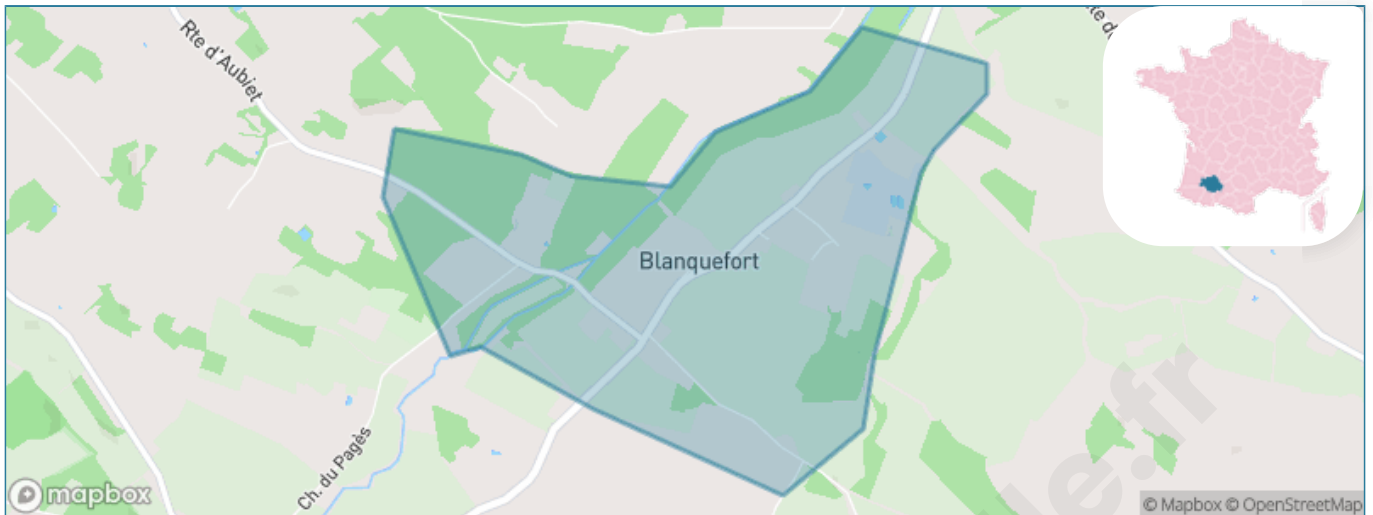 Rte d'Aubiet
Blanquefort
Ch. du Pagès
mapbox
© Mapbox © OpenStreetMap